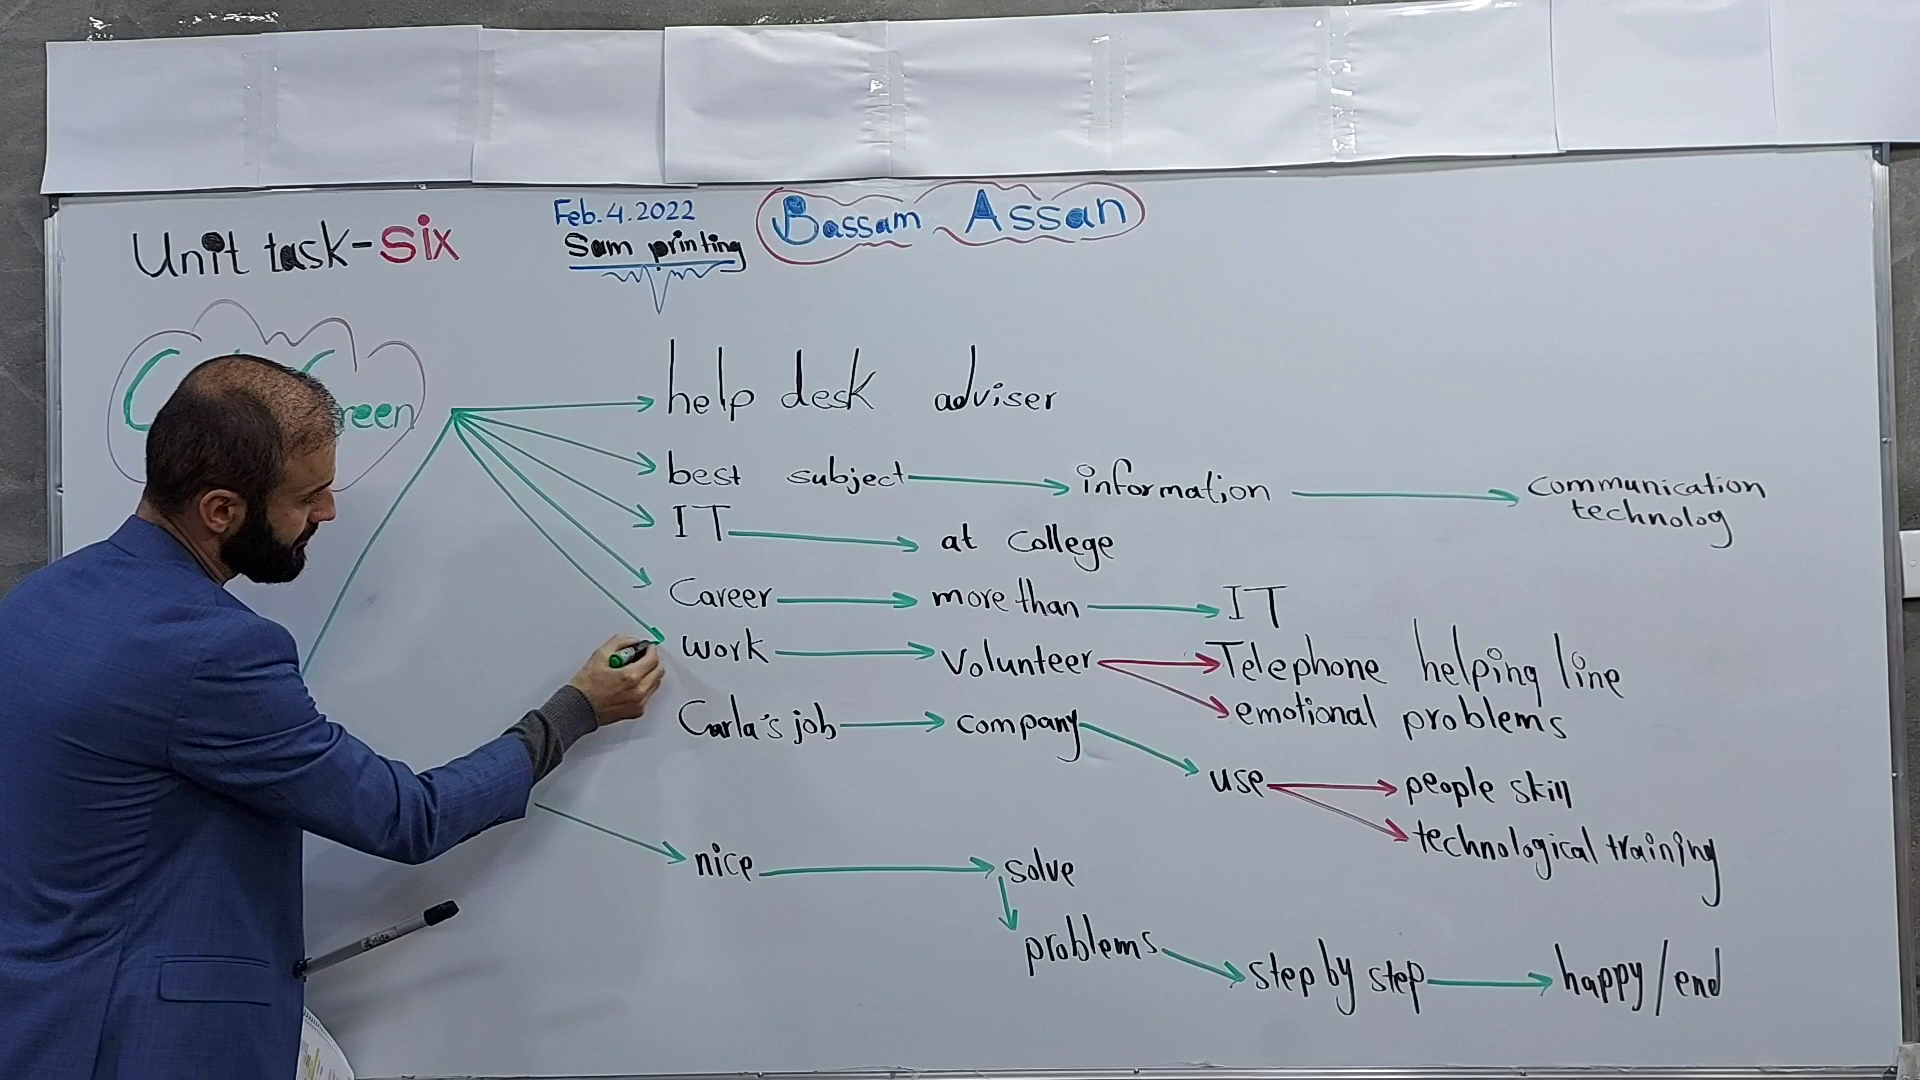 Unit task-six
Feb. 4. 2022
Sam printing
Bassam Assan
reen
help desk adviser
best subject information communication technolog
IT at college
Career more than IT
work Volunteer Telephone helping line
emotional problems
Carla's job company use people skill
technological training
nice solve
problems step by step happy/end